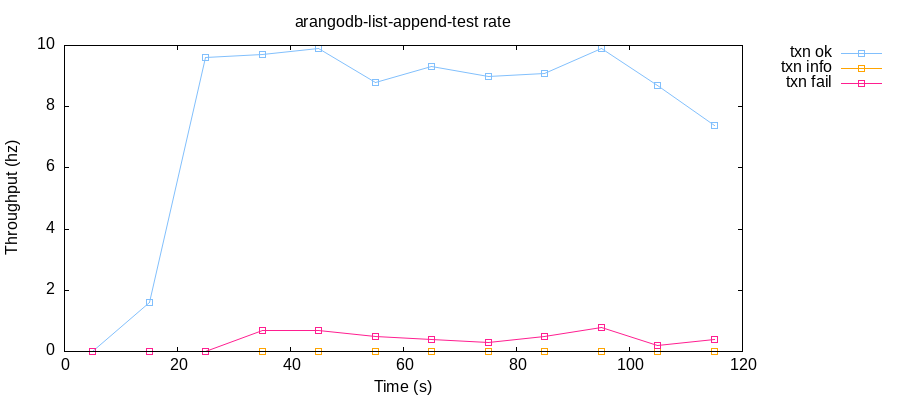 arangodb-list-append-test rate
10
8
6
4
2
0
0 20 40 60 80 100 120
Throughput (hz)
Time (s)
txn ok
txn info
txn fail